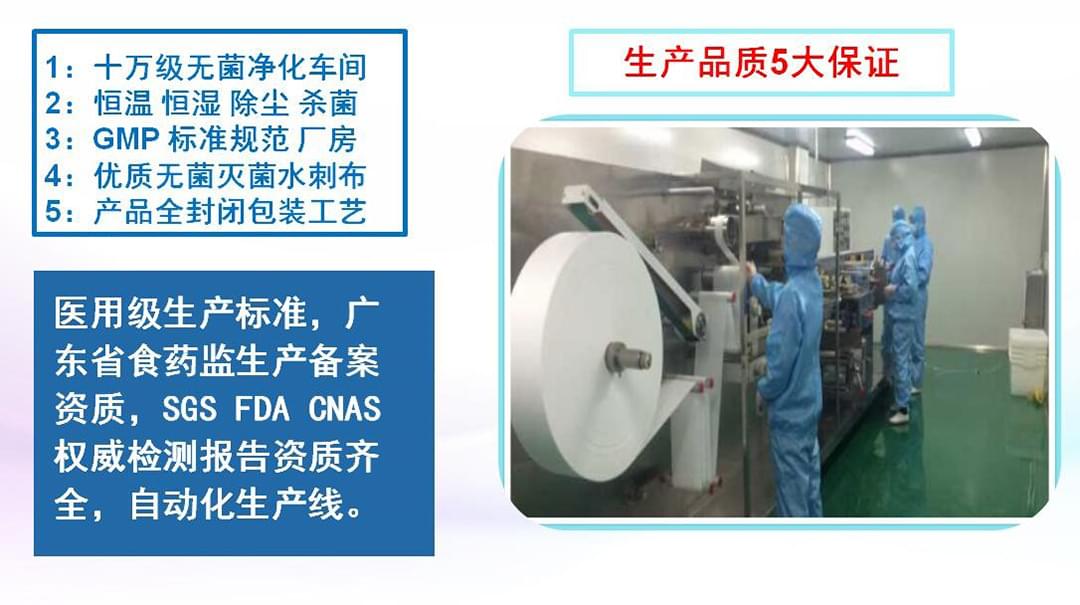 生产品质5大保证
1：十万级无菌净化车间
2：恒温 恒湿 除尘 杀菌
3：GMP 标准规范 厂房
4：优质无菌灭菌水刺布
5：产品全封闭包装工艺
医用级生产标准，广
东省食药监生产备案
资质，SGS FDA CNAS
权威检测报告资质齐
全，自动化生产线。